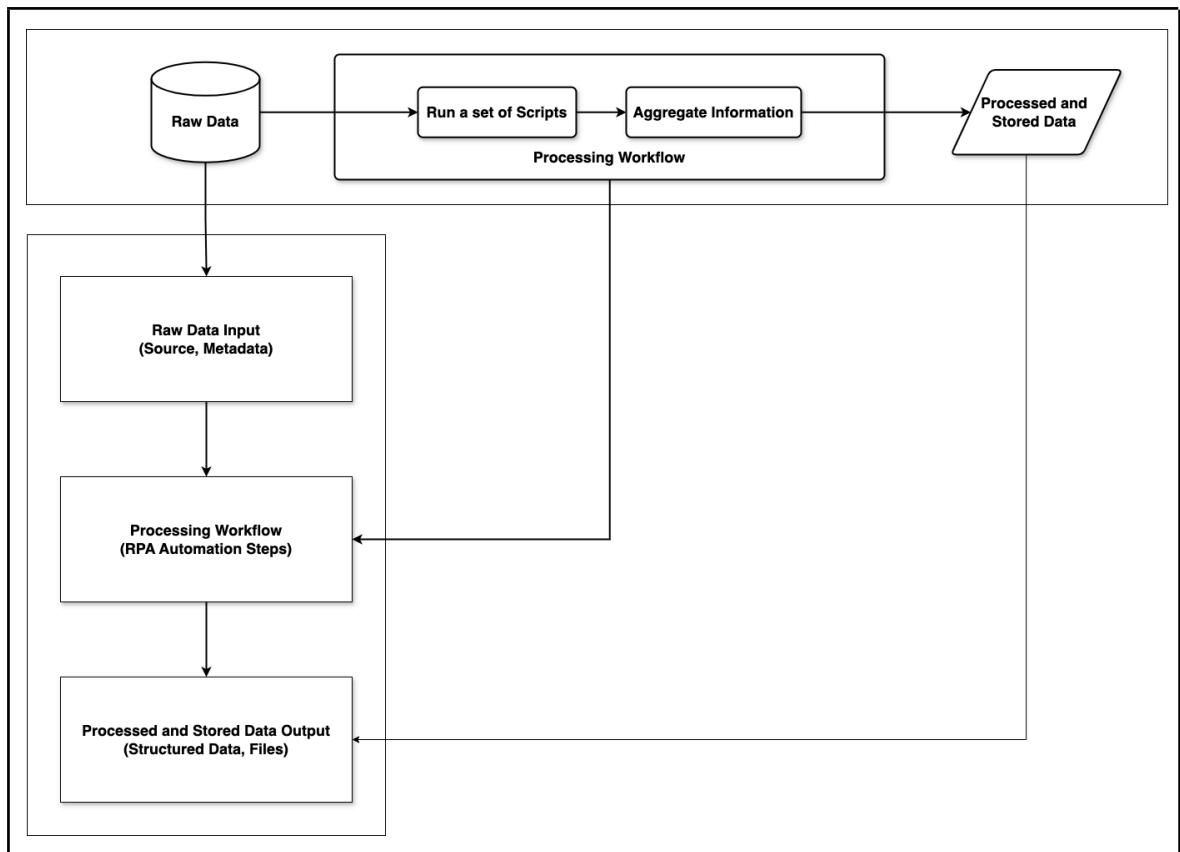 Raw Data
Run a set of Scripts
Aggregate Information
Processing Workflow
Processed and
Stored Data
Raw Data Input
(Source, Metadata)
Processing Workflow
(RPA Automation Steps)
Processed and Stored Data Output
(Structured Data, Files)